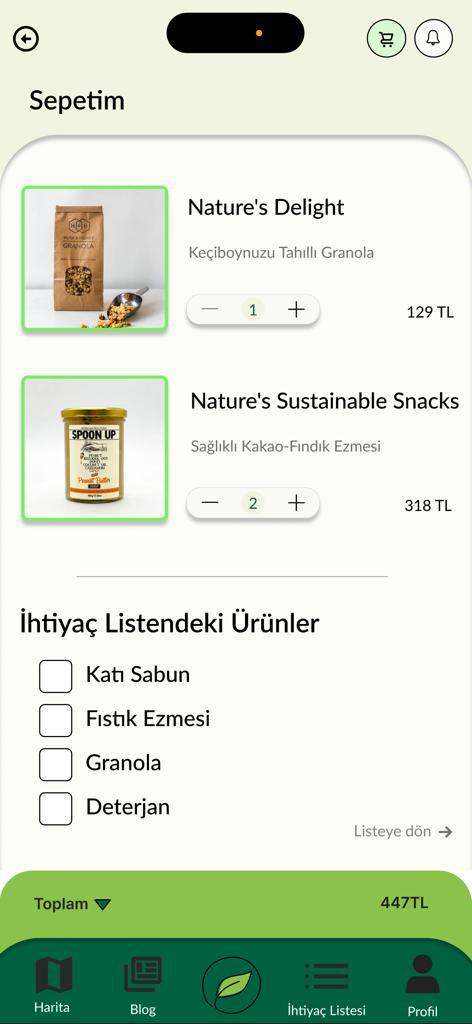 Sepetim
Nature's Delight
Keçiboynuzu Tahıllı Granola
GRANOLA
1
129 TL
Nature's Sustainable Snacks
Sağlıklı Kakao-Fındık Ezmesi
SPOON UP
Peanut Butter
2
318 TL
İhtiyaç Listendeki Ürünler
Katı Sabun
Fıstık Ezmesi
Granola
Deterjan
Listeye dön
Toplam
447TL
Harita
Blog
İhtiyaç Listesi
Profil